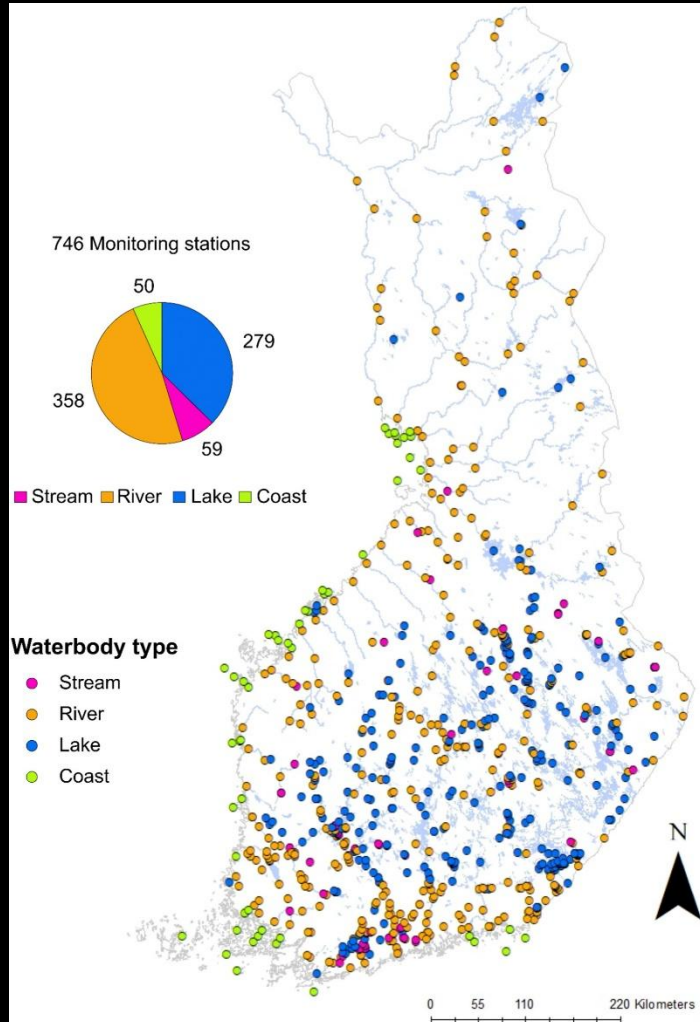 746 Monitoring stations
50
279
358
59
Stream River Lake Coast
Waterbody type
Stream
River
Lake
Coast
N
0 55 110 220 Kilometers